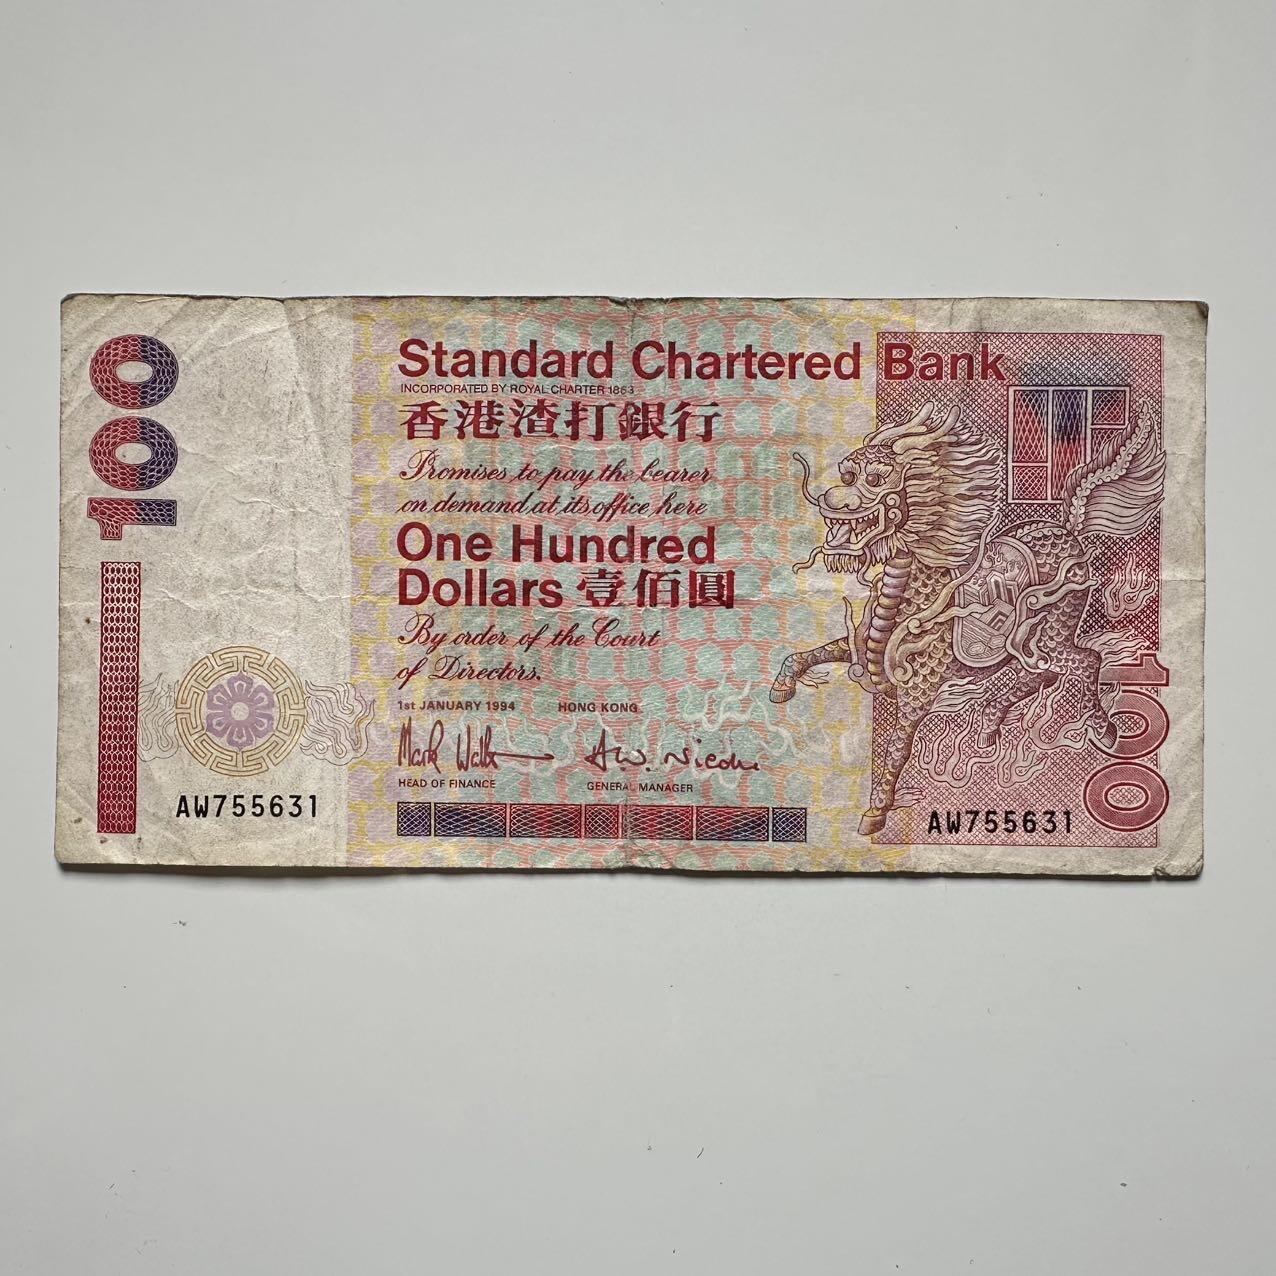 100
Standard Chartered Bank
INCORPORATED BY ROYAL CHARTER 1853
香港渣打銀行
Promises to pay the bearer
on demand at its office here
One Hundred
Dollars 壹佰圓
By order of the Court
of Directors.
1st JANUARY 1994 HONG KONG
HEAD OF FINANCE GENERAL MANAGER
AW755631
AW755631
100